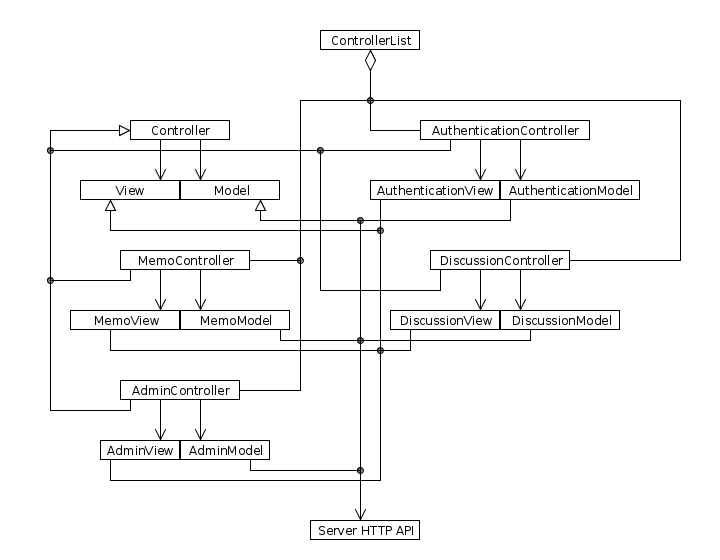 ControllerList
Controller
AuthenticationController
View
Model
AuthenticationView
AuthenticationModel
MemoController
DiscussionController
MemoView
MemoModel
DiscussionView
DiscussionModel
AdminController
AdminView
AdminModel
Server HTTP API